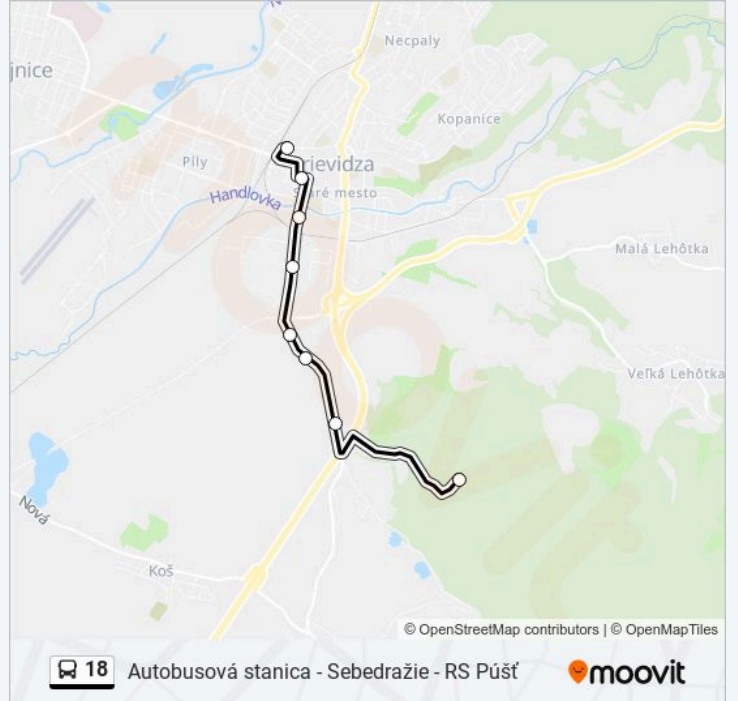 Necpaly
jnice
Kopanice
Píly
rievidza
Staré mesto
Handlovka
Malá Lehôtka
Veľká Lehôtka
Nová
Koš
© OpenStreetMap contributors | © OpenMapTiles
18 Autobusová stanica - Sebedražie - RS Púšť moovit